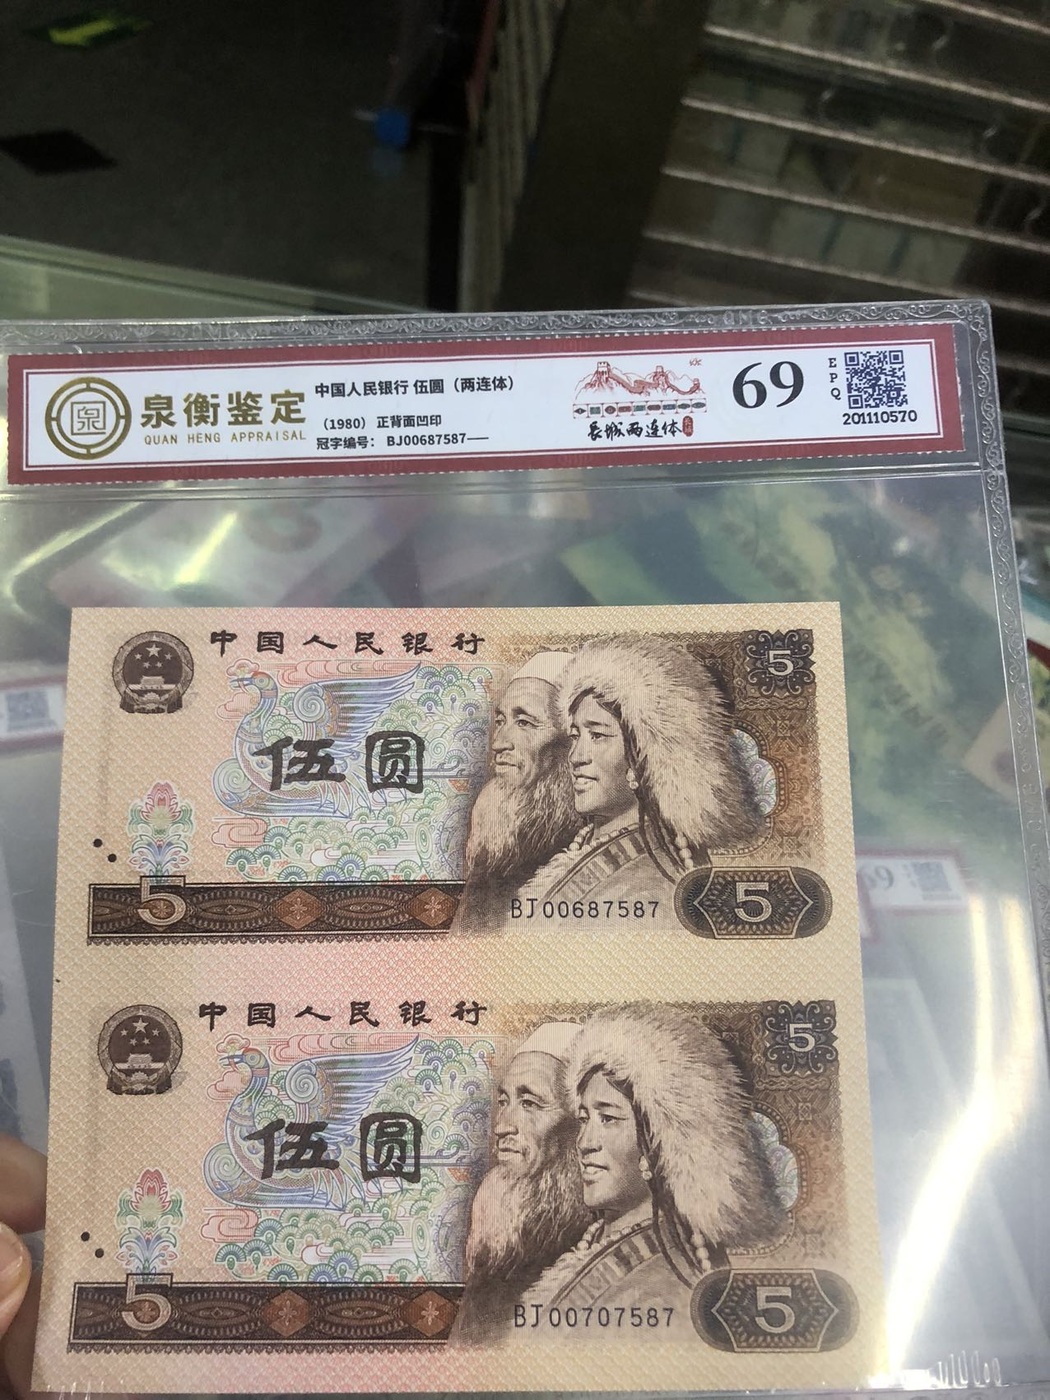 泉衡鉴定
QUAN HENG APPRAISAL
中国人民银行 伍圆（两连体）
（1980）正背面凹印
冠字编号： BJ00687587——
长城两连体
69
EPQ
201110570
中国人民银行
5
伍圆
5
BJ00687587
5
中国人民银行
5
伍圆
5
BJ00707587
5
69